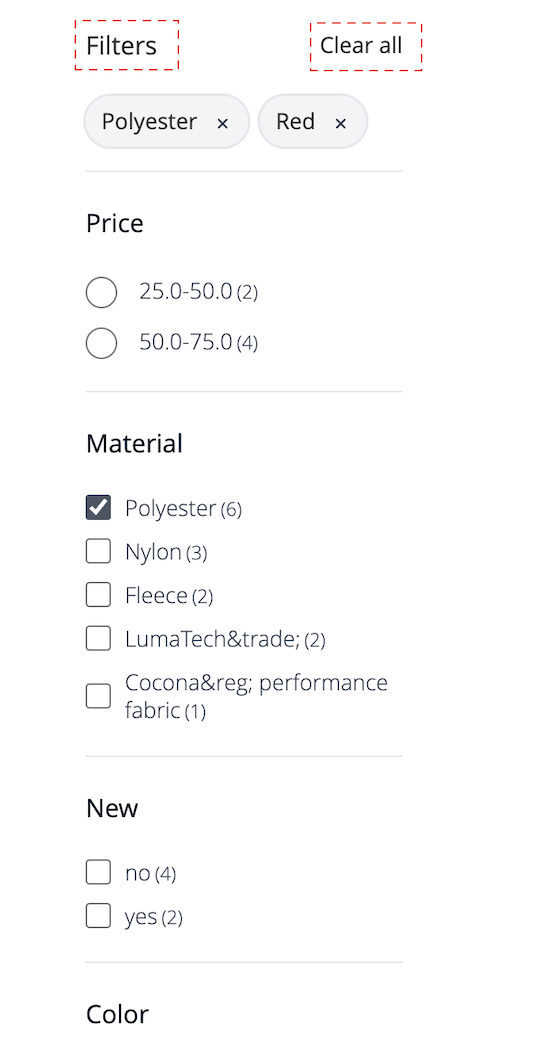 Filters Clear all
Polyester × Red ×
Price
25.0-50.0 (2)
50.0-75.0 (4)
Material
Polyester (6)
Nylon (3)
Fleece (2)
LumaTech&trade; (2)
Cocona&reg; performance
fabric (1)
New
no (4)
yes (2)
Color